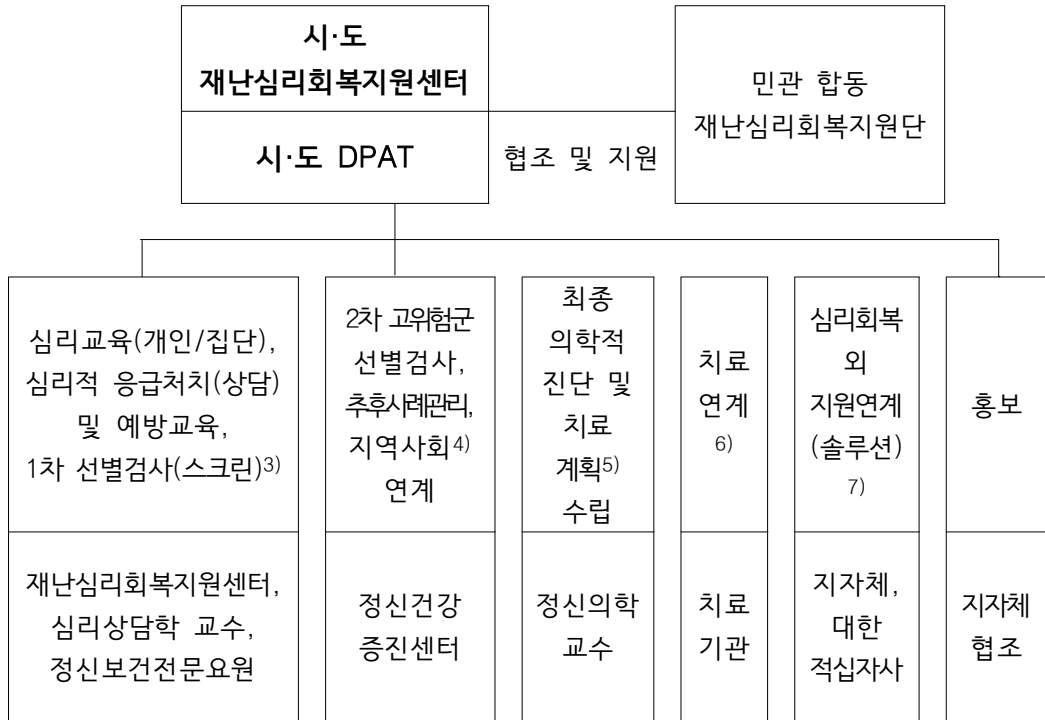 시·도
재난심리회복지원센터
시·도 DPAT
협조 및 지원
민관 합동
재난심리회복지원단
심리교육(개인/집단),
심리적 응급처치(상담)
및 예방교육,
1차 선별검사(스크린)3)
2차 고위험군
선별검사,
추후사례관리,
지역사회4)
연계
최종
의학적
진단 및
치료
계획5)
수립
치료
연계
6)
심리회복
외
지원연계
(솔루션)
7)
홍보
재난심리회복지원센터,
심리상담학 교수,
정신보건전문요원
정신건강
증진센터
정신의학
교수
치료
기관
지자체,
대한
적십자사
지자체
협조